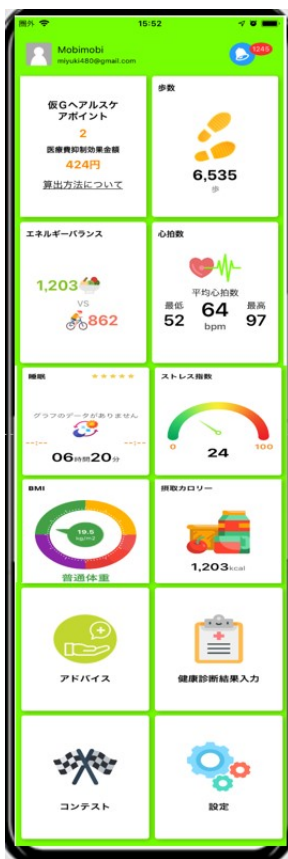 圏外
15:52
Mobimobi
miyuki480@gmail.com
1245
仮Gヘアルスケ
アポイント
2
医療費抑制効果金額
424円
算出方法について
歩数
6,535
歩
エネルギーバランス
1,203
VS
862
心拍数
平均心拍数
最低 64 最高
52 bpm 97
睡眠
グラフのデータがありません
--:-- --:--
06時間20分
ストレス指数
0 100
24
BMI
19.5
kg/m2
普通体重
摂取カロリー
1,203kcal
アドバイス
健康診断結果入力
コンテスト
設定